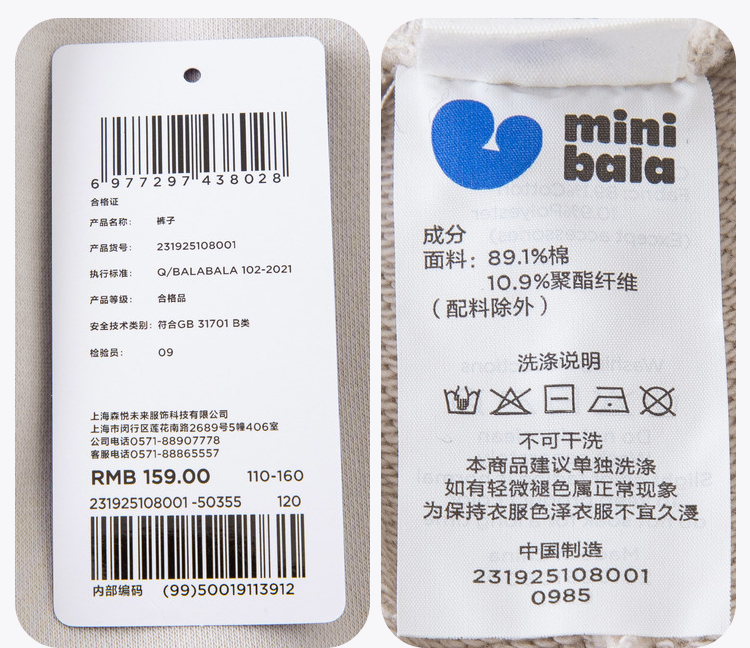 6 977297 438028
合格证
产品名称： 裤子
产品货号： 231925108001
执行标准： Q/BALABALA 102-2021
产品等级： 合格品
安全技术类别：符合GB 31701 B类
检验员： 09
上海森悦未来服饰科技有限公司
上海市闵行区莲花南路2689号5幢406室
公司电话0571-88907778
客服电话0571-88865557
RMB 159.00 110-160
231925108001 -50355 120
内部编码 (99)50019113912
mini
bala
成分
面料：89.1%棉
10.9%聚酯纤维
（配料除外）
洗涤说明
不可干洗
本商品建议单独洗涤
如有轻微褪色属正常现象
为保持衣服色泽衣服不宜久浸
中国制造
231925108001
0985